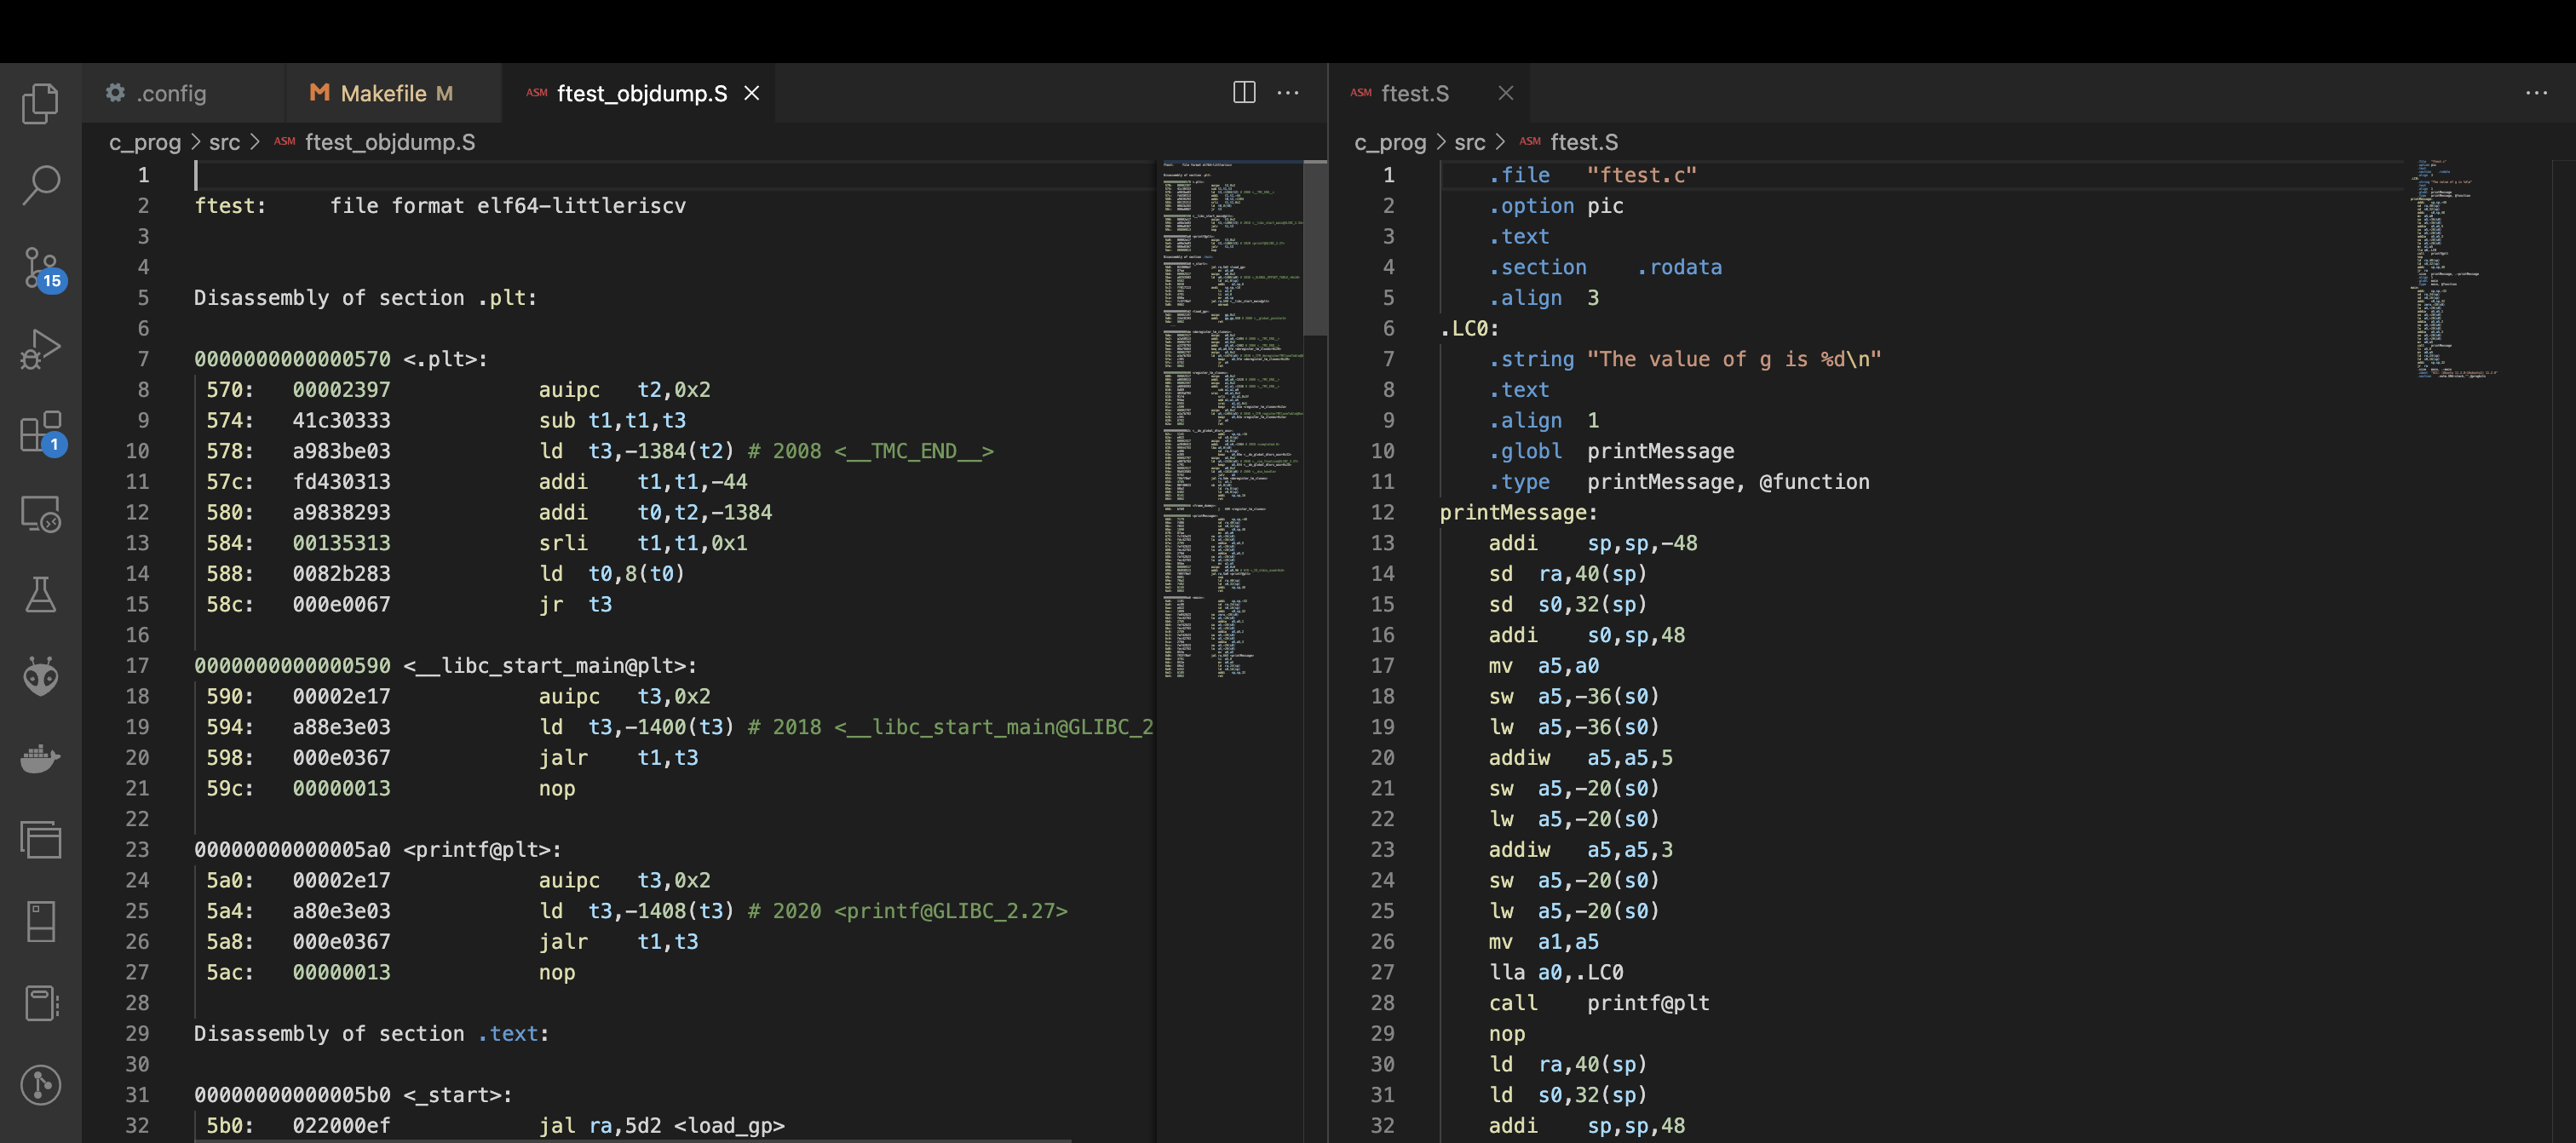 .config
Makefile M
ASM ftest_objdump.S
c_prog > src > ASM ftest_objdump.S
1
2 ftest:     file format elf64-littleriscv
3
4
5 Disassembly of section .plt:
6
7 0000000000000570 <.plt>:
8 570:   00002397            auipc   t2,0x2
9 574:   41c30333            sub t1,t1,t3
10 578:   a983be03            ld  t3,-1384(t2) # 2008 <__TMC_END__>
11 57c:   fd430313            addi    t1,t1,-44
12 580:   a9838293            addi    t0,t2,-1384
13 584:   00135313            srli    t1,t1,0x1
14 588:   0082b283            ld  t0,8(t0)
15 58c:   000e0067            jr  t3
16
17 0000000000000590 <__libc_start_main@plt>:
18 590:   00002e17            auipc   t3,0x2
19 594:   a88e3e03            ld  t3,-1400(t3) # 2018 <__libc_start_main@GLIBC_2
20 598:   000e0367            jalr    t1,t3
21 59c:   00000013            nop
22
23 00000000000005a0 <printf@plt>:
24 5a0:   00002e17            auipc   t3,0x2
25 5a4:   a80e3e03            ld  t3,-1408(t3) # 2020 <printf@GLIBC_2.27>
26 5a8:   000e0367            jalr    t1,t3
27 5ac:   00000013            nop
28
29 Disassembly of section .text:
30
31 00000000000005b0 <_start>:
32 5b0:   022000ef            jal ra,5d2 <load_gp>
ASM ftest.S
c_prog > src > ASM ftest.S
1     .file   "ftest.c"
2     .option pic
3     .text
4     .section    .rodata
5     .align  3
6 .LC0:
7     .string "The value of g is %d\n"
8     .text
9     .align  1
10     .globl  printMessage
11     .type   printMessage, @function
12 printMessage:
13     addi    sp,sp,-48
14     sd  ra,40(sp)
15     sd  s0,32(sp)
16     addi    s0,sp,48
17     mv  a5,a0
18     sw  a5,-36(s0)
19     lw  a5,-36(s0)
20     addiw   a5,a5,5
21     sw  a5,-20(s0)
22     lw  a5,-20(s0)
23     addiw   a5,a5,3
24     sw  a5,-20(s0)
25     lw  a5,-20(s0)
26     mv  a1,a5
27     lla a0,.LC0
28     call    printf@plt
29     nop
30     ld  ra,40(sp)
31     ld  s0,32(sp)
32     addi    sp,sp,48
15
1